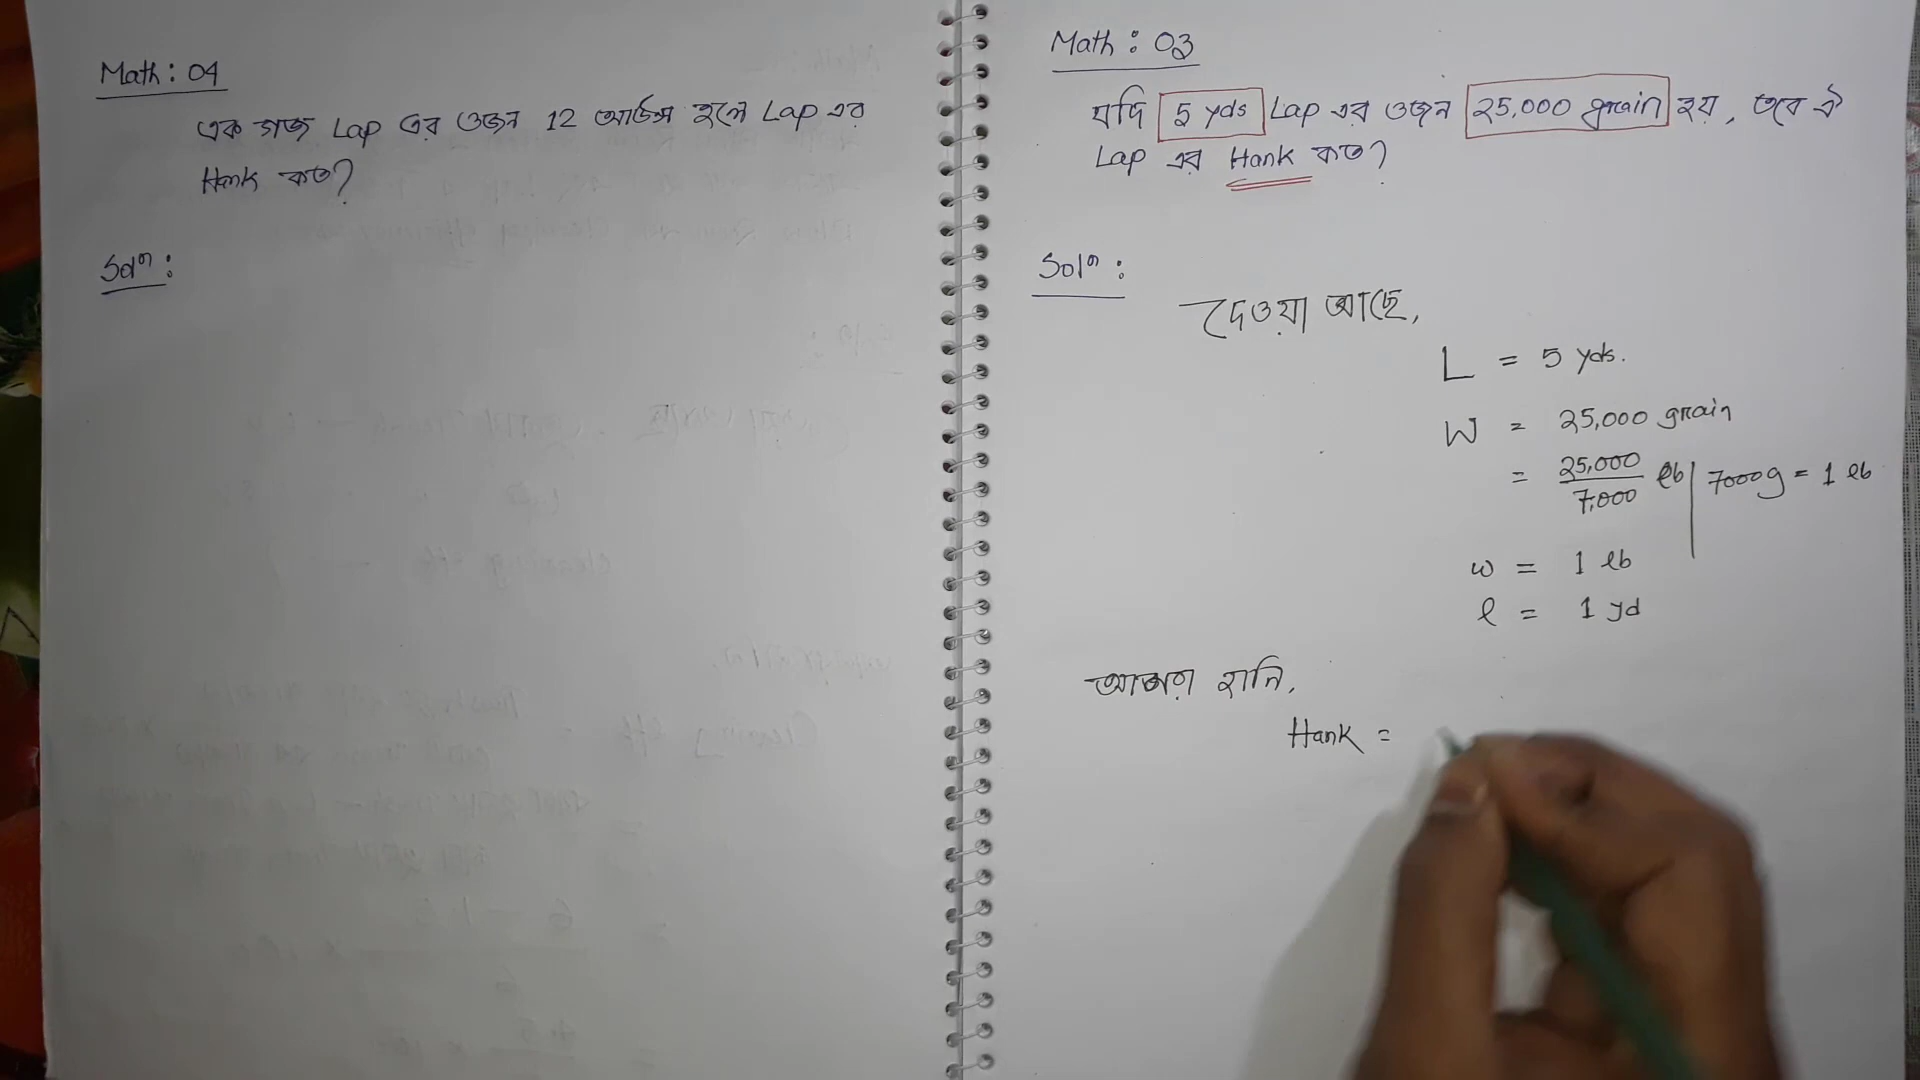 Math : 04
এক গজ Lap এর ওজন 12 আউন্স হলে Lap এর
Hank কত?
Solⁿ :
Math : 03
যদি 5 yds Lap এর ওজন 25,000 grain হয়, তবে ঐ
Lap এর Hank কত?
Solⁿ :
দেওয়া আছে,
L = 5 yds.
W = 25,000 grain
= 25,000/7,000 lb | 7000g = 1 lb
w = 1 lb
l = 1 yd
আমরা জানি,
Hank =